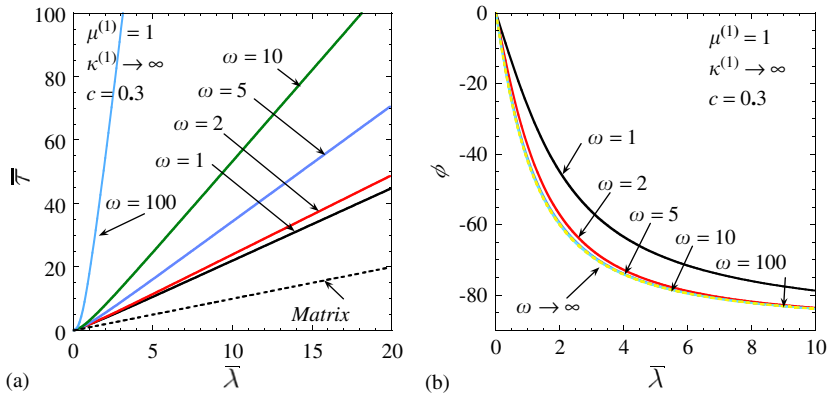 100
80
60
40
20
0
0
5
10
15
20
μ⁽¹⁾ = 1
κ⁽¹⁾ → ∞
c = 0.3
ω = 10
ω = 5
ω = 2
ω = 1
ω = 100
Matrix
τ̿
λ̅
(a)
0
-20
-40
-60
-80
0
2
4
6
8
10
μ⁽¹⁾ = 1
κ⁽¹⁾ → ∞
c = 0.3
ω = 1
ω = 2
ω = 5
ω = 10
ω = 100
ω → ∞
ϕ
λ̅
(b)